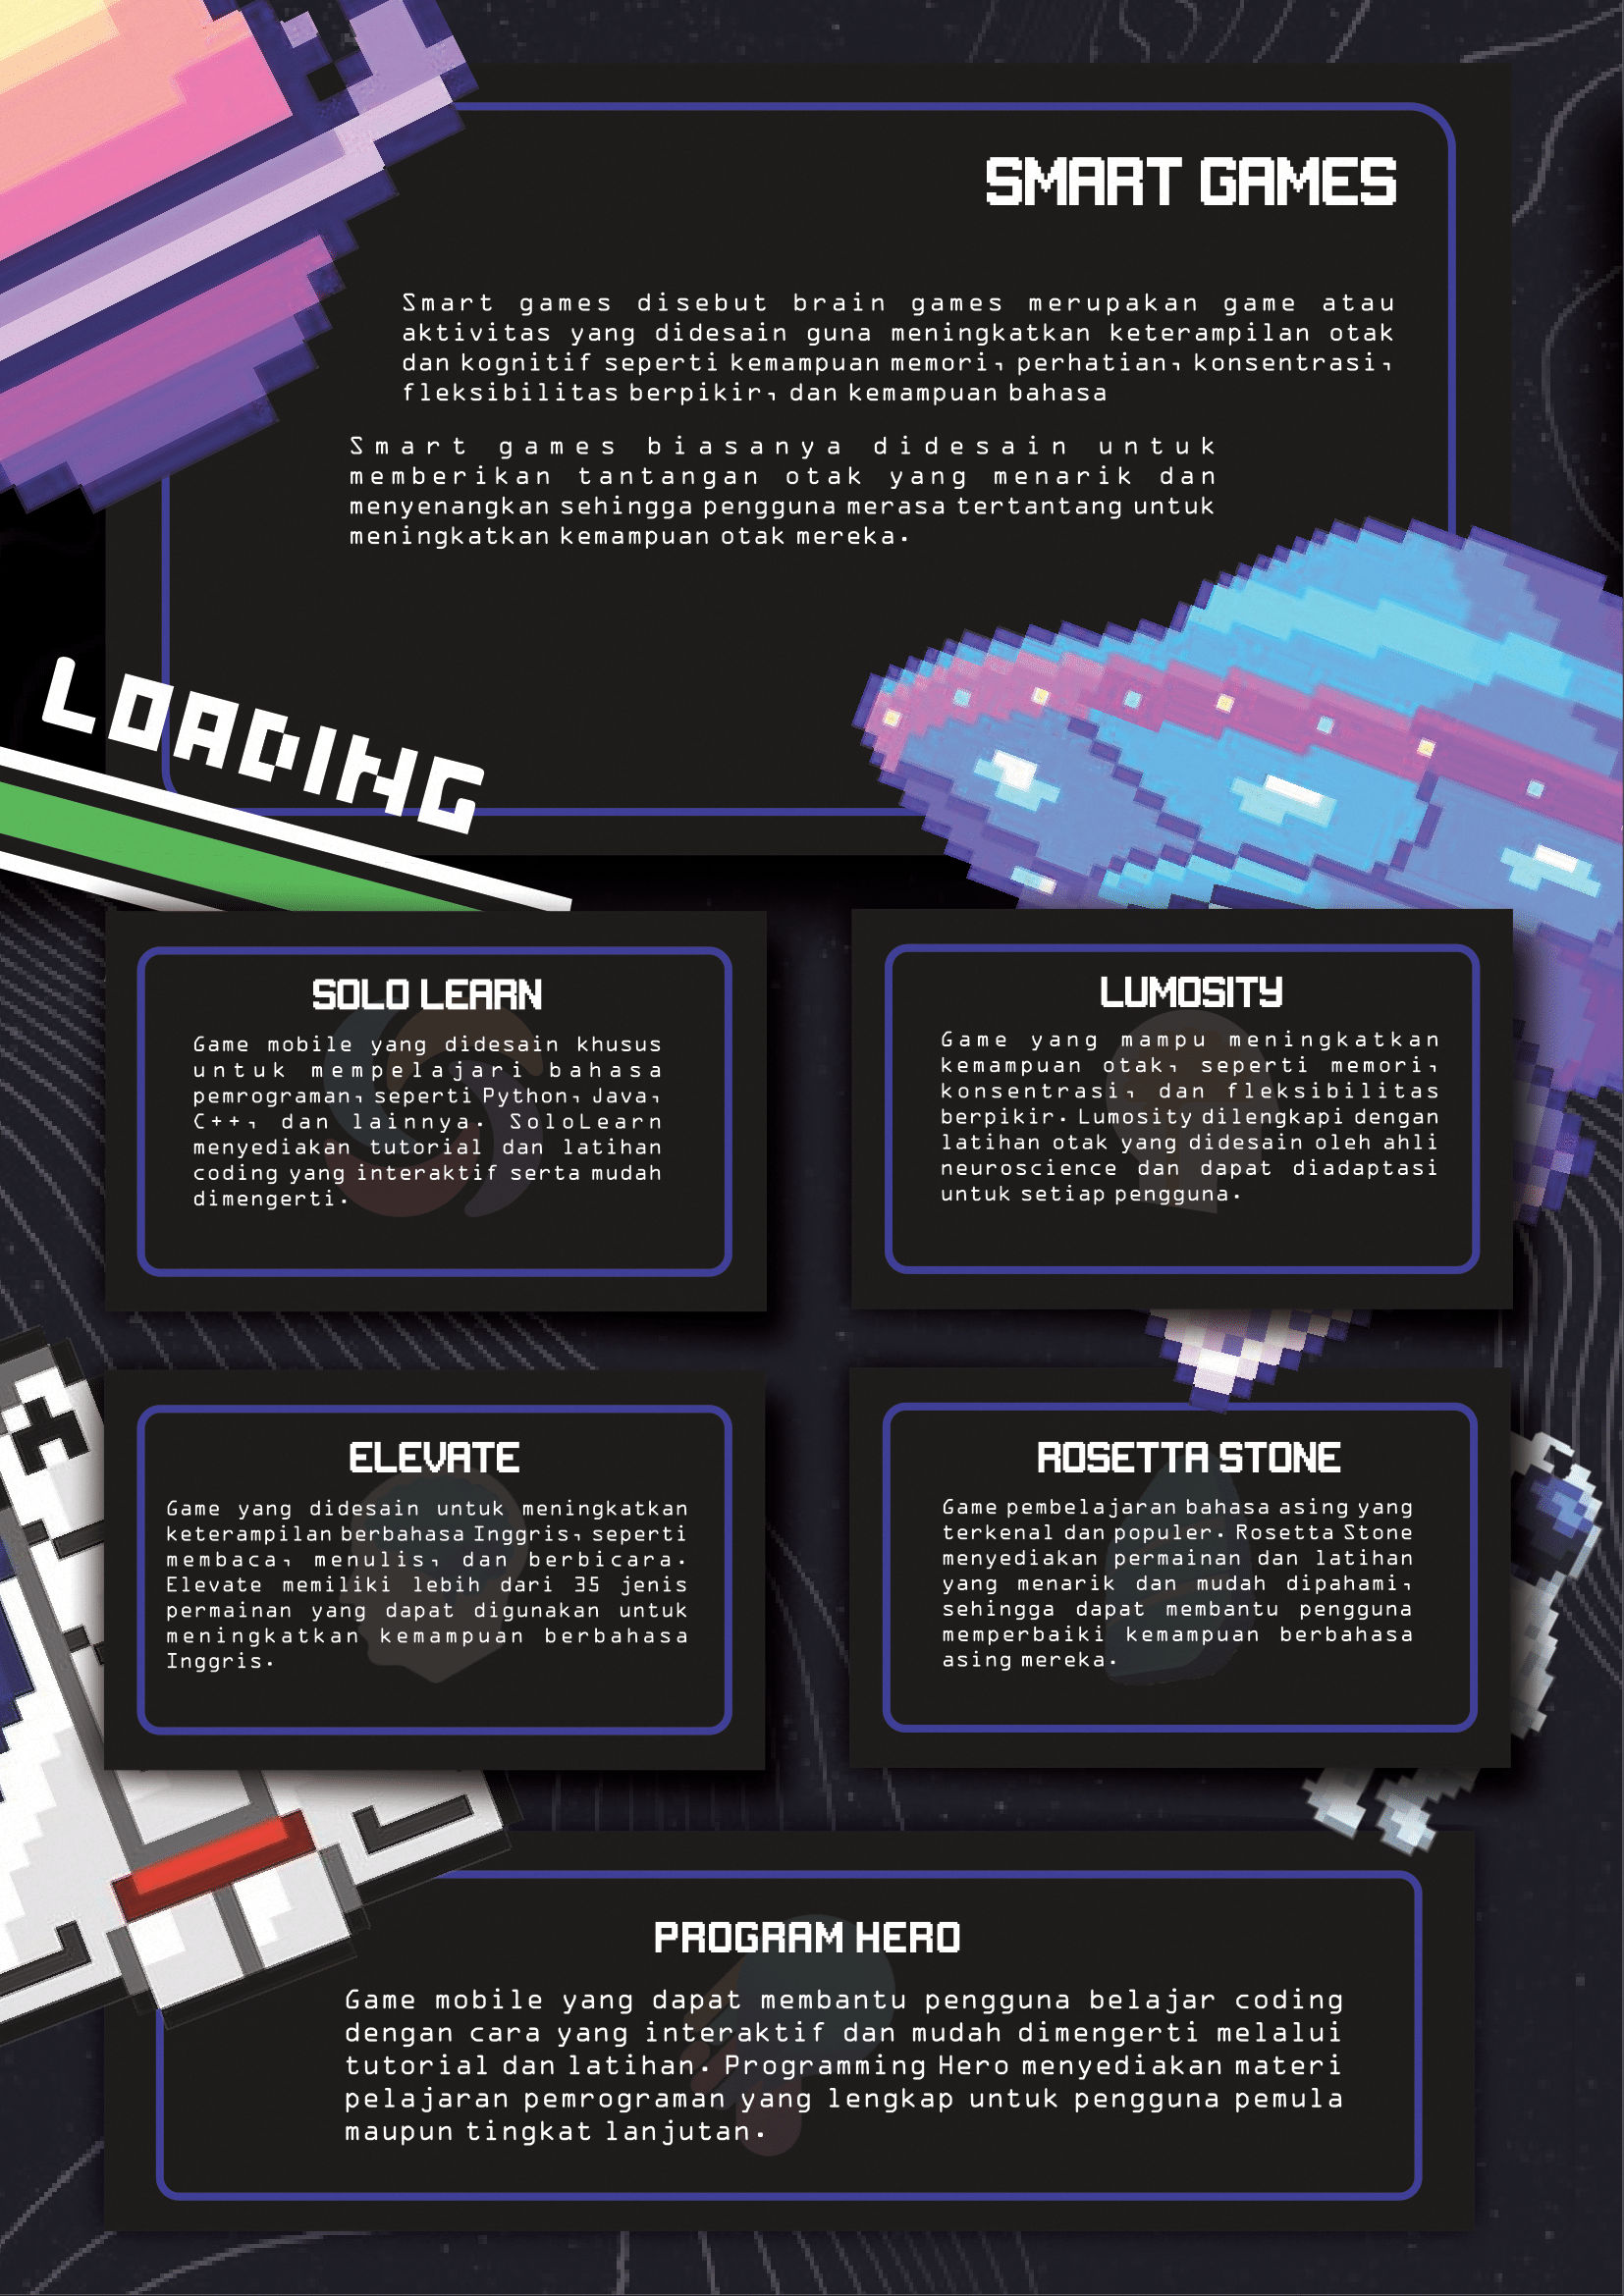 SMART GAMES
Smart games disebut brain games merupakan game atau
aktivitas yang didesain guna meningkatkan keterampilan otak
dan kognitif seperti kemampuan memori, perhatian, konsentrasi,
fleksibilitas berpikir, dan kemampuan bahasa
Smart games biasanya didesain untuk
memberikan tantangan otak yang menarik dan
menyenangkan sehingga pengguna merasa tertantang untuk
meningkatkan kemampuan otak mereka.
LOADING
SOLO LEARN
Game mobile yang didesain khusus
untuk mempelajari bahasa
pemrograman, seperti Python, Java,
C++, dan lainnya. SoloLearn
menyediakan tutorial dan latihan
coding yang interaktif serta mudah
dimengerti.
LUMOSITY
Game yang mampu meningkatkan
kemampuan otak, seperti memori,
konsentrasi, dan fleksibilitas
berpikir. Lumosity dilengkapi dengan
latihan otak yang didesain oleh ahli
neuroscience dan dapat diadaptasi
untuk setiap pengguna.
ELEVATE
Game yang didesain untuk meningkatkan
keterampilan berbahasa Inggris, seperti
membaca, menulis, dan berbicara.
Elevate memiliki lebih dari 35 jenis
permainan yang dapat digunakan untuk
meningkatkan kemampuan berbahasa
Inggris.
ROSETTA STONE
Game pembelajaran bahasa asing yang
terkenal dan populer. Rosetta Stone
menyediakan permainan dan latihan
yang menarik dan mudah dipahami,
sehingga dapat membantu pengguna
memperbaiki kemampuan berbahasa
asing mereka.
PROGRAM HERO
Game mobile yang dapat membantu pengguna belajar coding
dengan cara yang interaktif dan mudah dimengerti melalui
tutorial dan latihan. Programming Hero menyediakan materi
pelajaran pemrograman yang lengkap untuk pengguna pemula
maupun tingkat lanjutan.